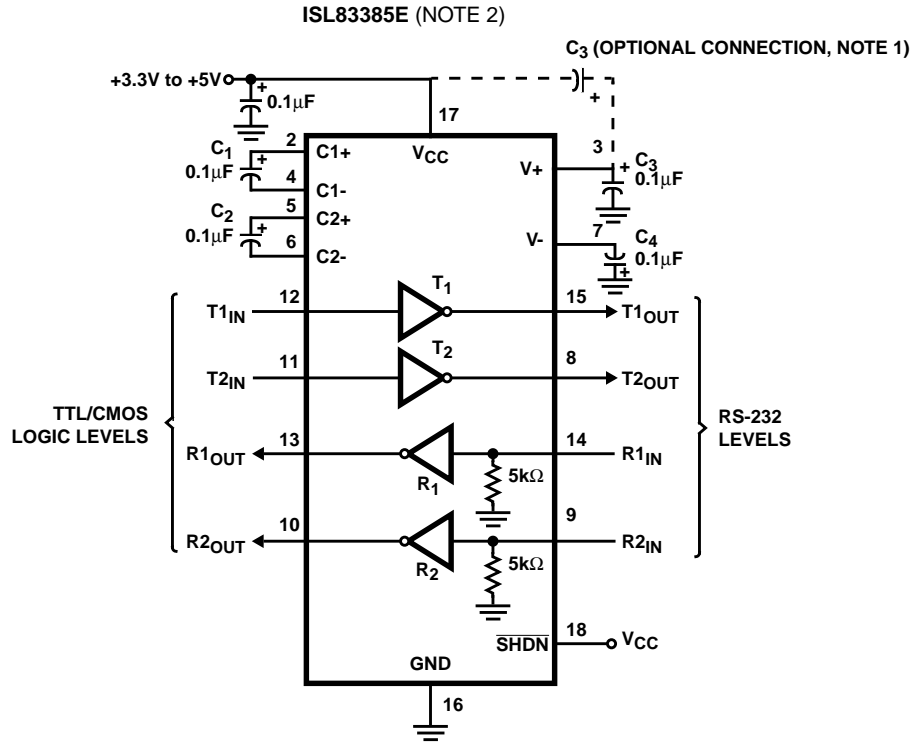 ISL83385E (NOTE 2)
C3 (OPTIONAL CONNECTION, NOTE 1)
+3.3V to +5V
+
0.1μF
+
17
2
C1+
VCC
3
C1
0.1μF
+
V+
+
C3
0.1μF
4
C1-
5
C2+
C2
0.1μF
+
7
V-
C4
0.1μF
+
6
C2-
T1IN
12
T1
15
T1OUT
T2IN
11
T2
8
T2OUT
TTL/CMOS
LOGIC LEVELS
RS-232
LEVELS
R1OUT
13
R1
5kΩ
14
R1IN
R2OUT
10
R2
5kΩ
9
R2IN
SHDN
18
VCC
GND
16